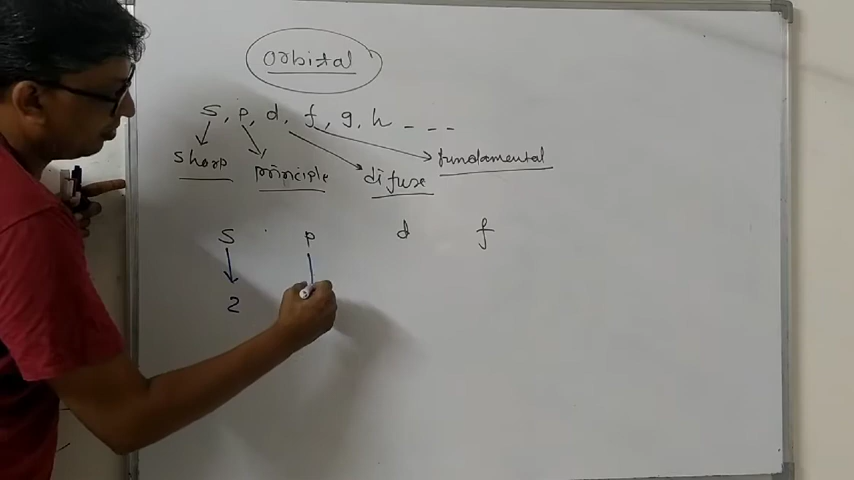 Orbital
s, p, d, f, g, h - - -
sharp principle difuse fundamental
s p d f
2